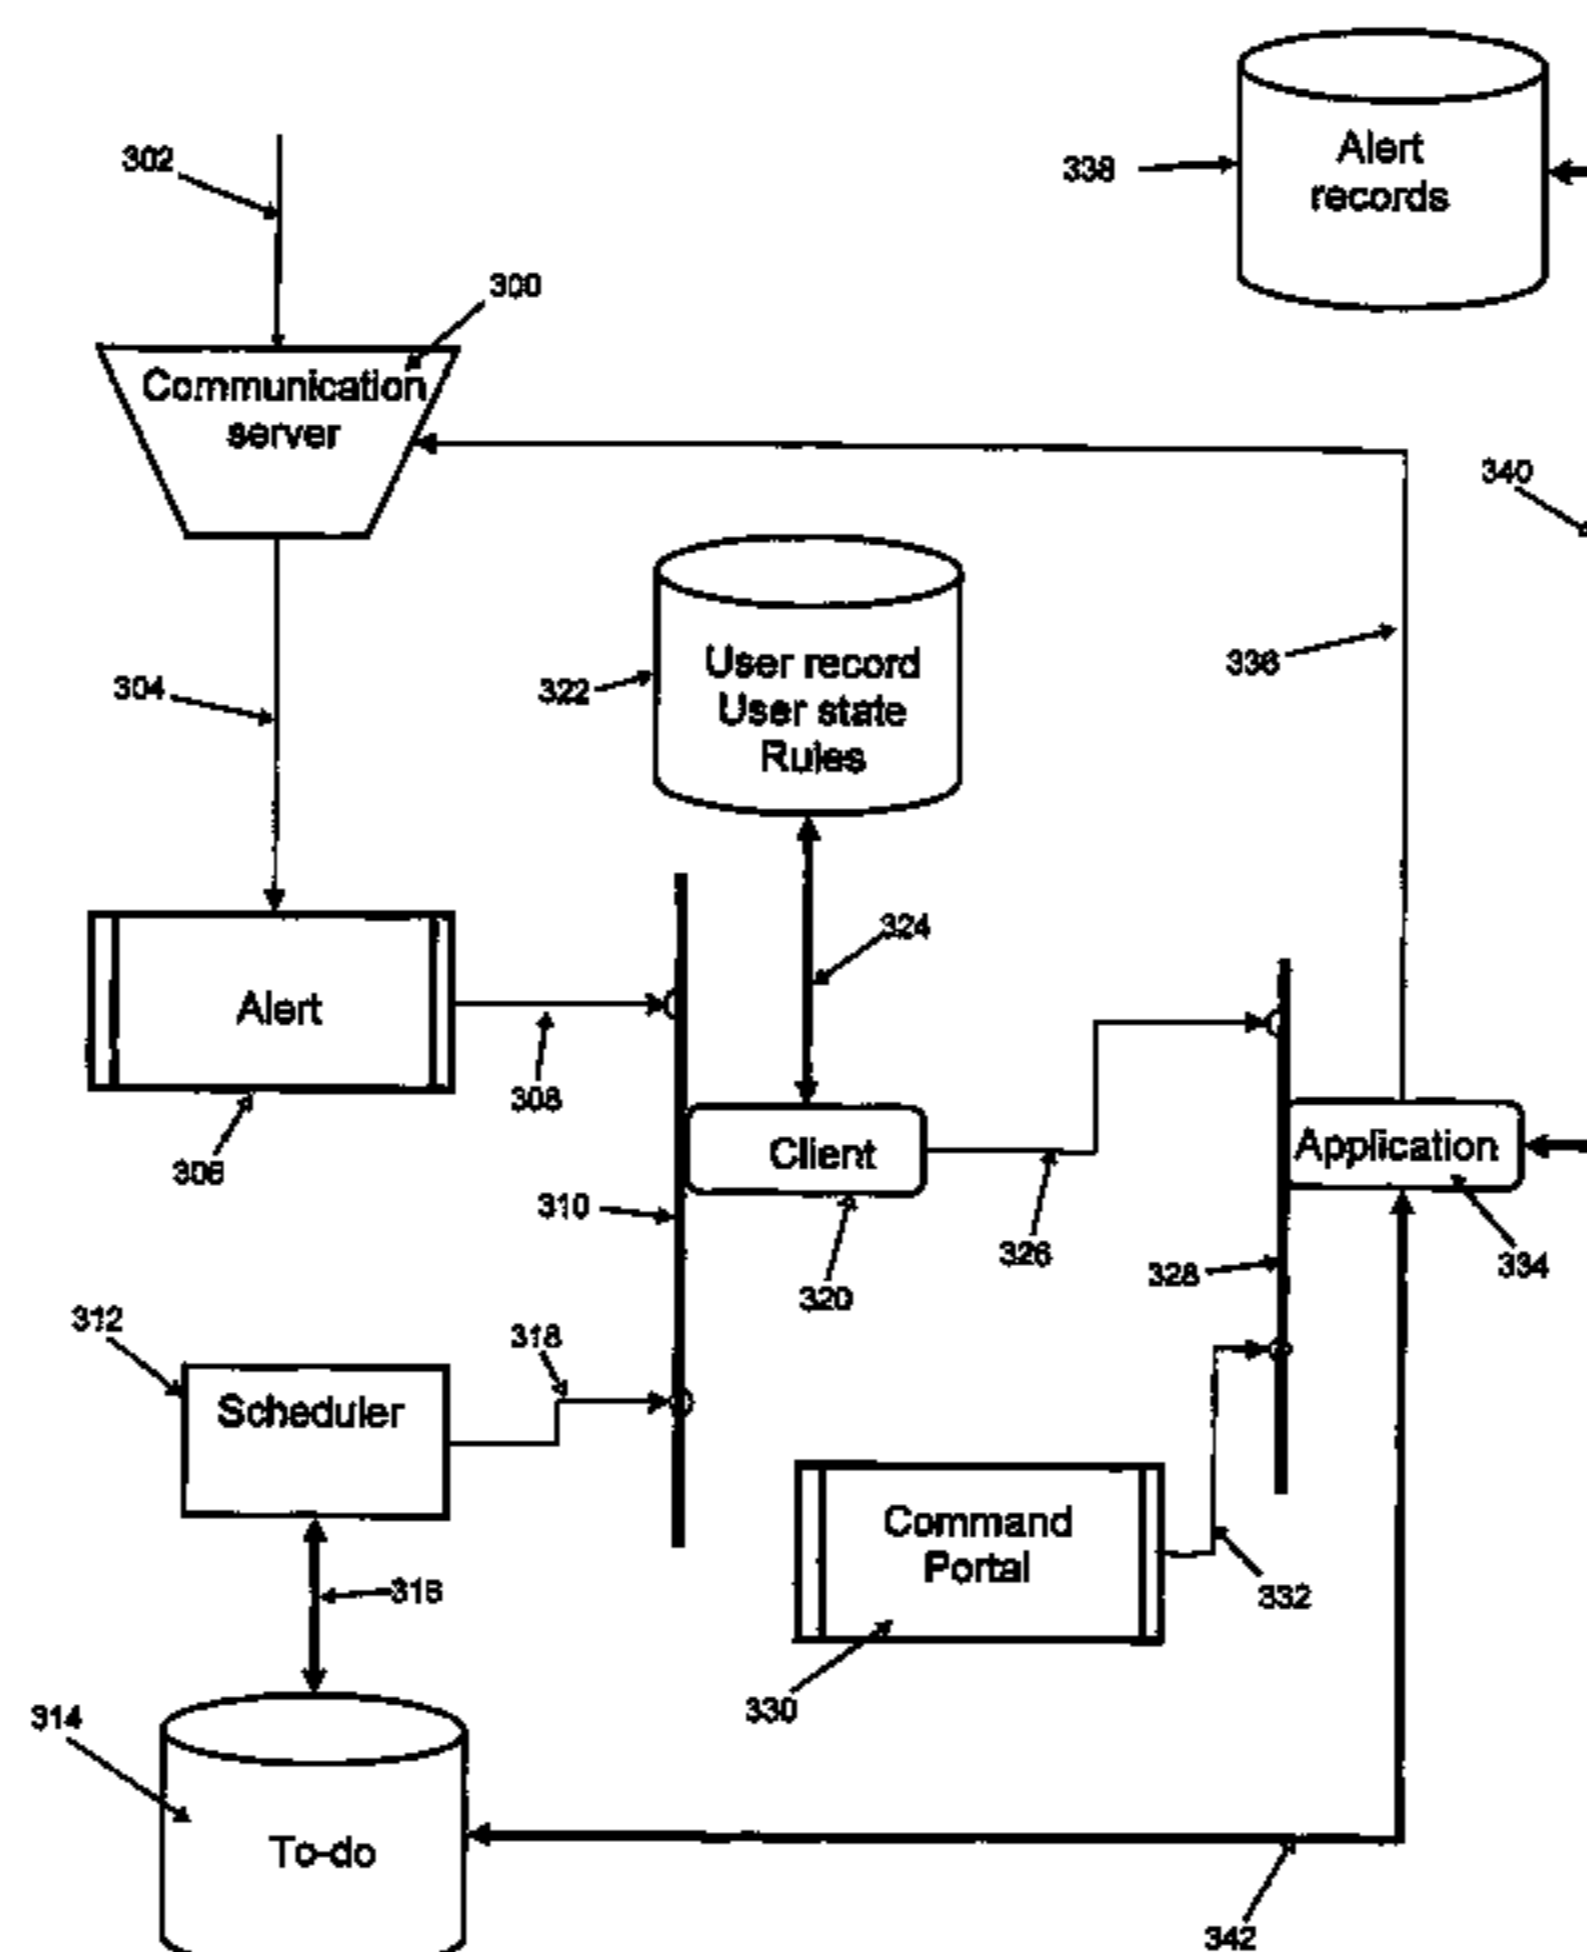 302
338
Alert
records
300
Communication
server
340
336
User record
User state
Rules
322
304
324
Alert
308
306
Client
Application
310
326
328
334
320
312
318
Scheduler
Command
Portal
316
332
330
314
To-do
342